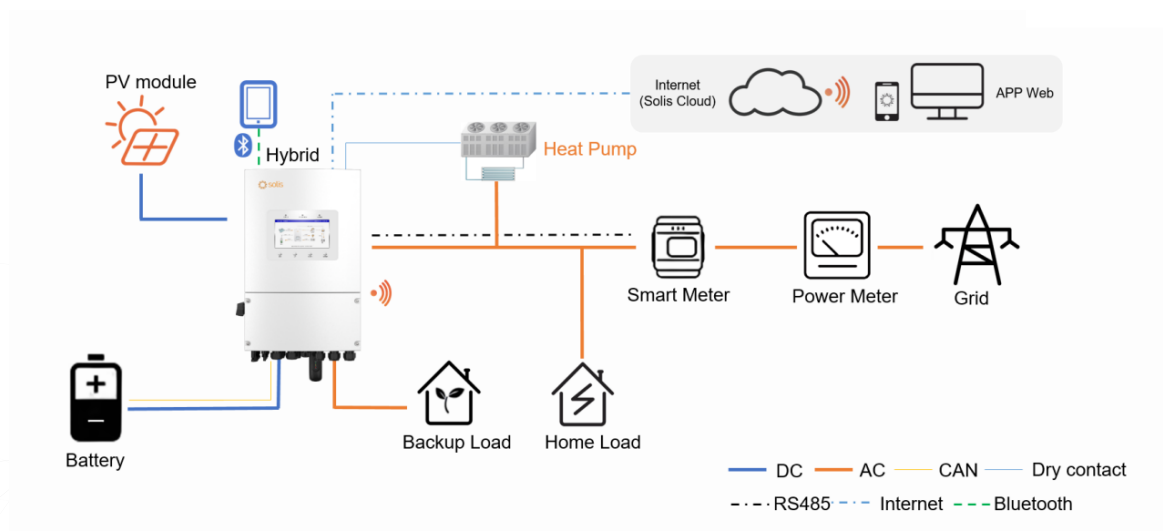 PV module
Internet
(Solis Cloud)
APP Web
Hybrid
solis
Heat Pump
Smart Meter
Power Meter
Grid
Battery
Backup Load
Home Load
DC
AC
CAN
Dry contact
RS485
Internet
Bluetooth